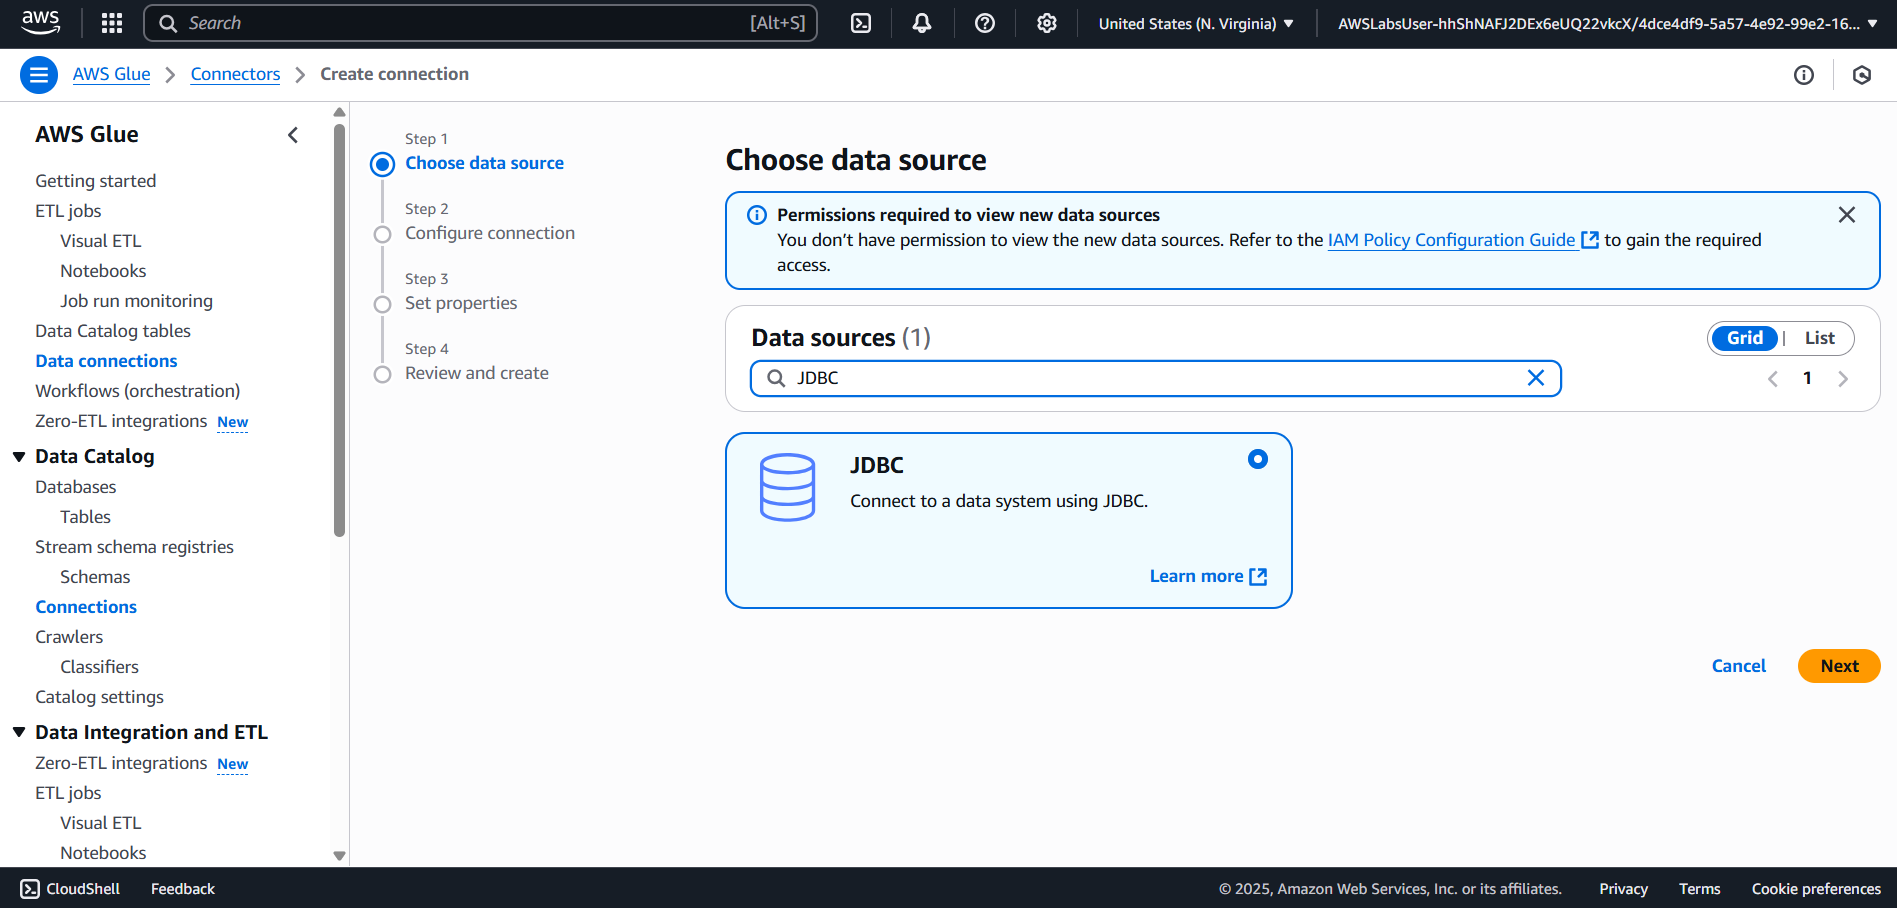 aws
Search
[Alt+S]
United States (N. Virginia)
AWSLabsUser-hhShNAFJ2DEx6eUQ22vkcX/4dce4df9-5a57-4e92-99e2-16...
AWS Glue
Connectors
Create connection
AWS Glue
Getting started
ETL jobs
Visual ETL
Notebooks
Job run monitoring
Data Catalog tables
Data connections
Workflows (orchestration)
Zero-ETL integrations New
Data Catalog
Databases
Tables
Stream schema registries
Schemas
Connections
Crawlers
Classifiers
Catalog settings
Data Integration and ETL
Zero-ETL integrations New
ETL jobs
Visual ETL
Notebooks
Step 1
Choose data source
Step 2
Configure connection
Step 3
Set properties
Step 4
Review and create
Choose data source
Permissions required to view new data sources
You don’t have permission to view the new data sources. Refer to the IAM Policy Configuration Guide to gain the required
access.
Data sources (1)
Grid | List
JDBC
1
JDBC
Connect to a data system using JDBC.
Learn more
Cancel
Next
CloudShell
Feedback
© 2025, Amazon Web Services, Inc. or its affiliates.
Privacy
Terms
Cookie preferences